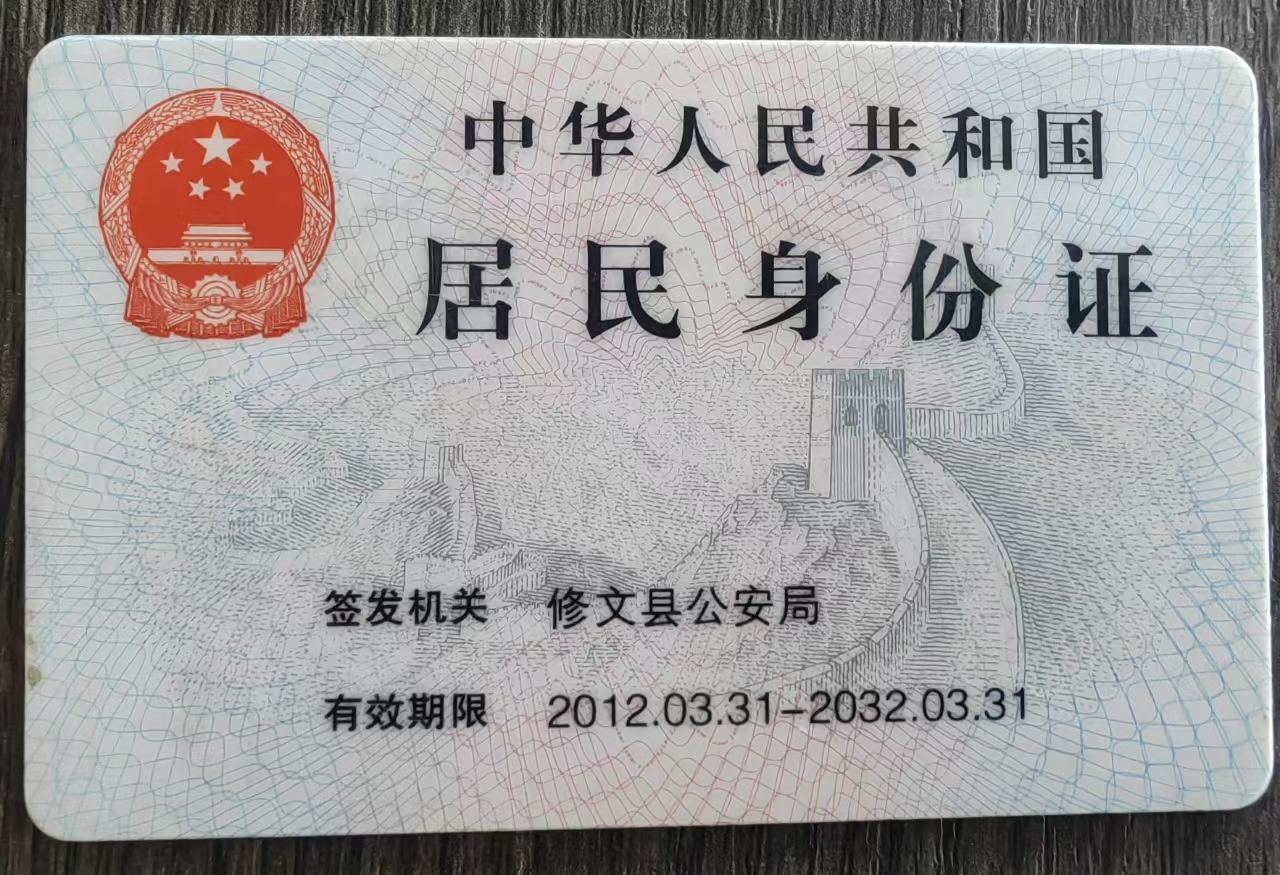 中华人民共和国
居民身份证
签发机关 修文县公安局
有效期限 2012.03.31-2032.03.31